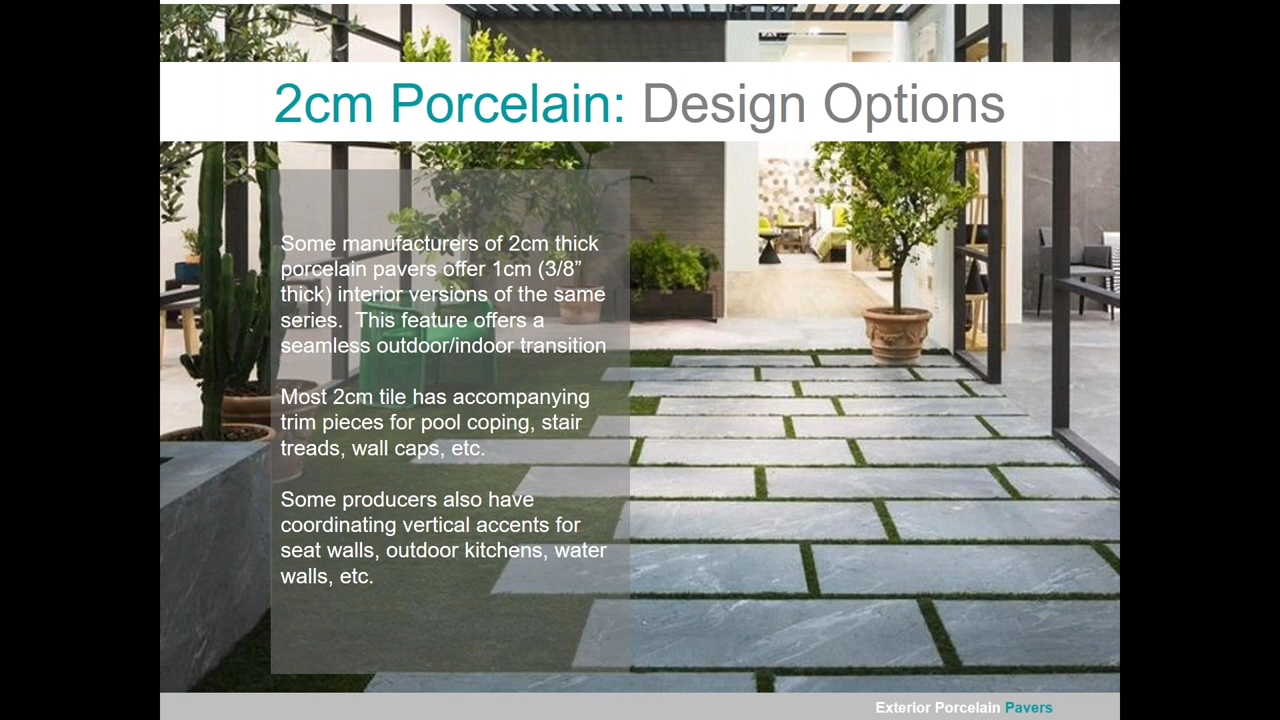 2cm Porcelain: Design Options
Some manufacturers of 2cm thick
porcelain pavers offer 1cm (3/8”
thick) interior versions of the same
series.  This feature offers a
seamless outdoor/indoor transition
Most 2cm tile has accompanying
trim pieces for pool coping, stair
treads, wall caps, etc.
Some producers also have
coordinating vertical accents for
seat walls, outdoor kitchens, water
walls, etc.
Exterior Porcelain Pavers